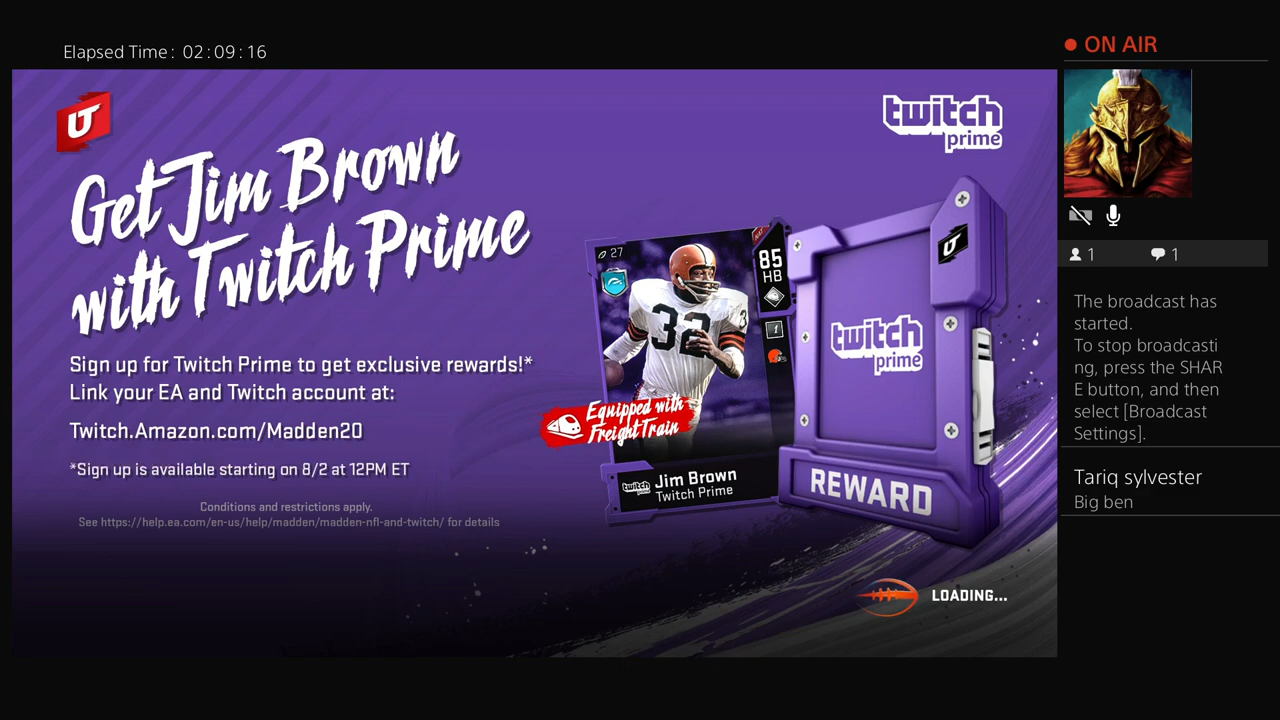 Elapsed Time: 02:09:16
ON AIR
UT
twitch
prime
Get Jim Brown
with Twitch Prime
Sign up for Twitch Prime to get exclusive rewards!*
Link your EA and Twitch account at:
Twitch.Amazon.com/Madden20
*Sign up is available starting on 8/2 at 12PM ET
Conditions and restrictions apply.
See https://help.ea.com/en-us/help/madden/madden-nfl-and-twitch/ for details
27
85
HB
32
Equipped with
Freight Train
twitch
prime
Jim Brown
Twitch Prime
UT
twitch
prime
REWARD
LOADING...
1
1
The broadcast has
started.
To stop broadcasti
ng, press the SHAR
E button, and then
select [Broadcast
Settings].
Tariq sylvester
Big ben